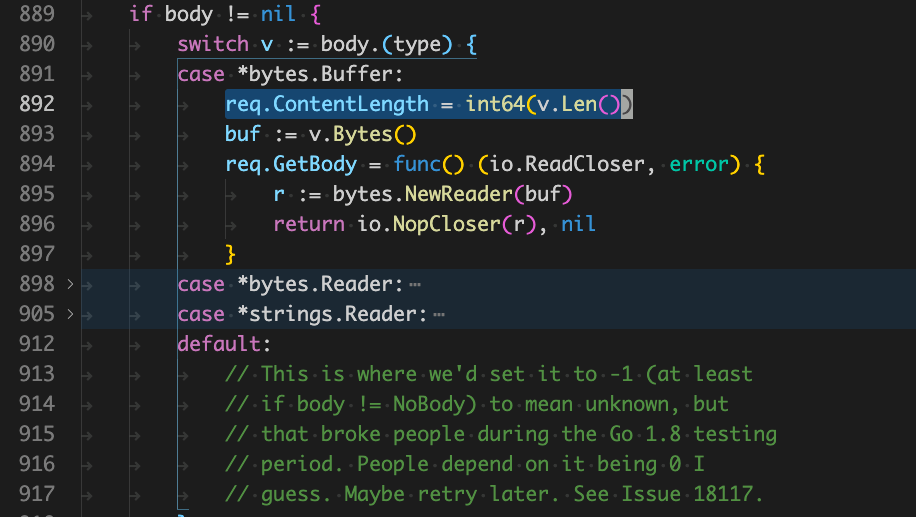 889 if body != nil {
890 switch v := body.(type) {
891 case *bytes.Buffer:
892 req.ContentLength = int64(v.Len())
893 buf := v.Bytes()
894 req.GetBody = func() (io.ReadCloser, error) {
895 r := bytes.NewReader(buf)
896 return io.NopCloser(r), nil
897 }
898 case *bytes.Reader: ⋯
905 case *strings.Reader: ⋯
912 default:
913 // This is where we'd set it to -1 (at least
914 // if body != NoBody) to mean unknown, but
915 // that broke people during the Go 1.8 testing
916 // period. People depend on it being 0 I
917 // guess. Maybe retry later. See Issue 18117.